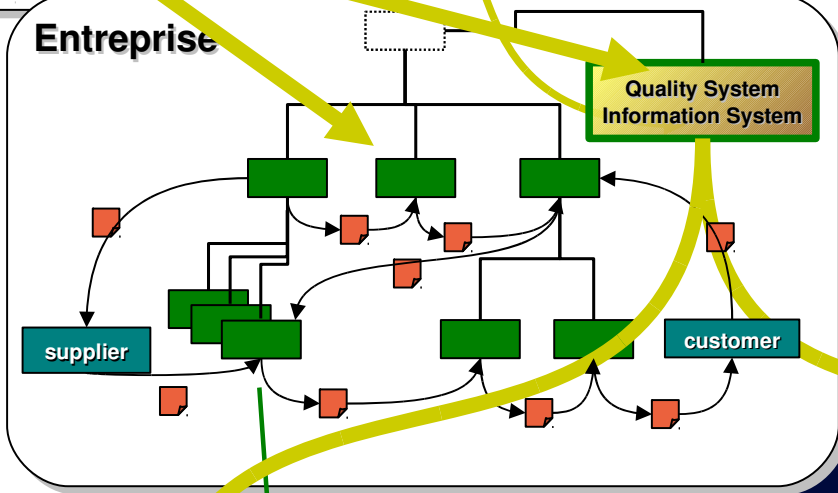 Entreprise
Quality System
Information System
supplier
customer